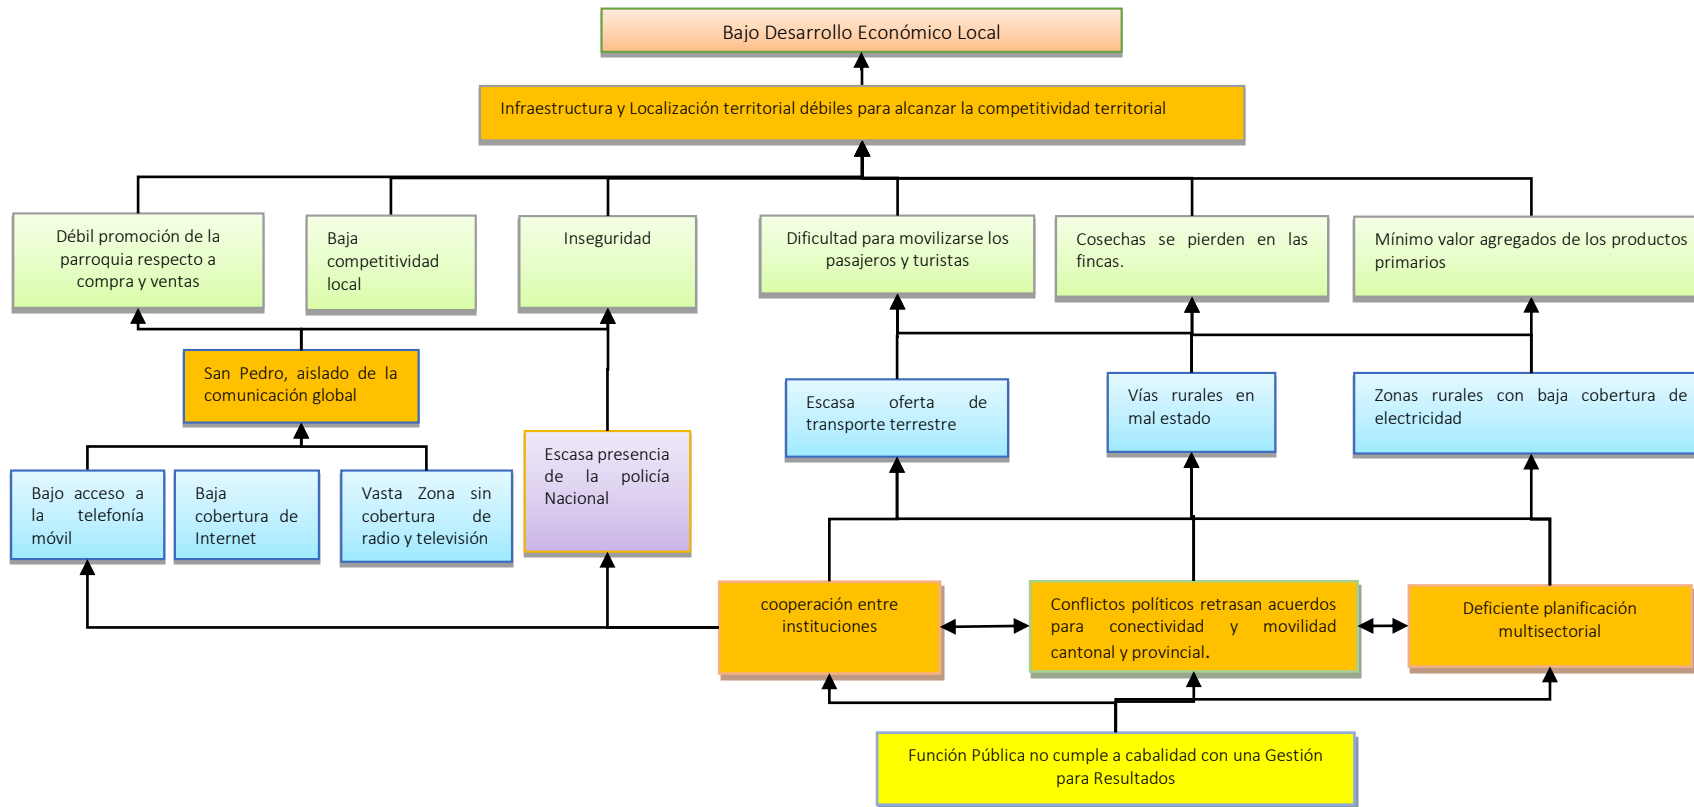 Bajo Desarrollo Económico Local
Infraestructura y Localización territorial débiles para alcanzar la competitividad territorial
Débil promoción de la
parroquia respecto a
compra y ventas
Baja
competitividad
local
Inseguridad
Dificultad para movilizarse los
pasajeros y turistas
Cosechas se pierden en las
fincas.
Mínimo valor agregados de los productos
primarios
San Pedro, aislado de la
comunicación global
Escasa oferta de
transporte terrestre
Vías rurales en
mal estado
Zonas rurales con baja cobertura de
electricidad
Bajo acceso a
la telefonía
móvil
Baja
cobertura de
Internet
Vasta Zona sin
cobertura de
radio y televisión
Escasa presencia
de la policía
Nacional
cooperación entre
instituciones
Conflictos políticos retrasan acuerdos
para conectividad y movilidad
cantonal y provincial.
Deficiente planificación
multisectorial
Función Pública no cumple a cabalidad con una Gestión
para Resultados